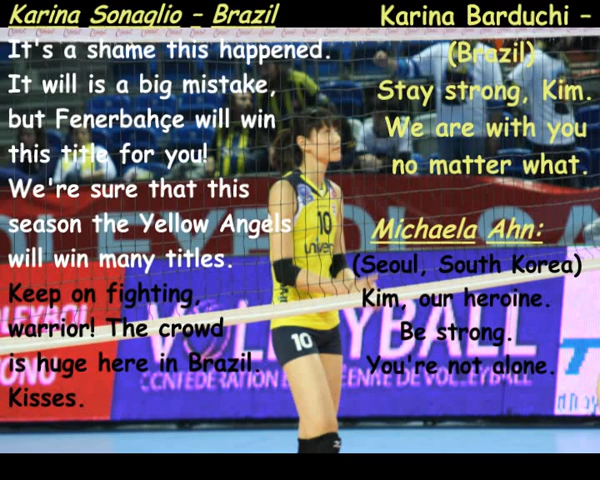 Karina Sonaglio - Brazil
It's a shame this happened.
It will is a big mistake,
but Fenerbahçe will win
this title for you!
We're sure that this
season the Yellow Angels
will win many titles.
Keep on fighting,
warrior! The crowd
is huge here in Brazil.
Kisses.
Karina Barduchi -
(Brazil)
Stay strong, Kim.
We are with you
no matter what.
Michaela Ahn:
(Seoul, South Korea)
Kim, our heroine.
Be strong.
You're not alone.
10
10